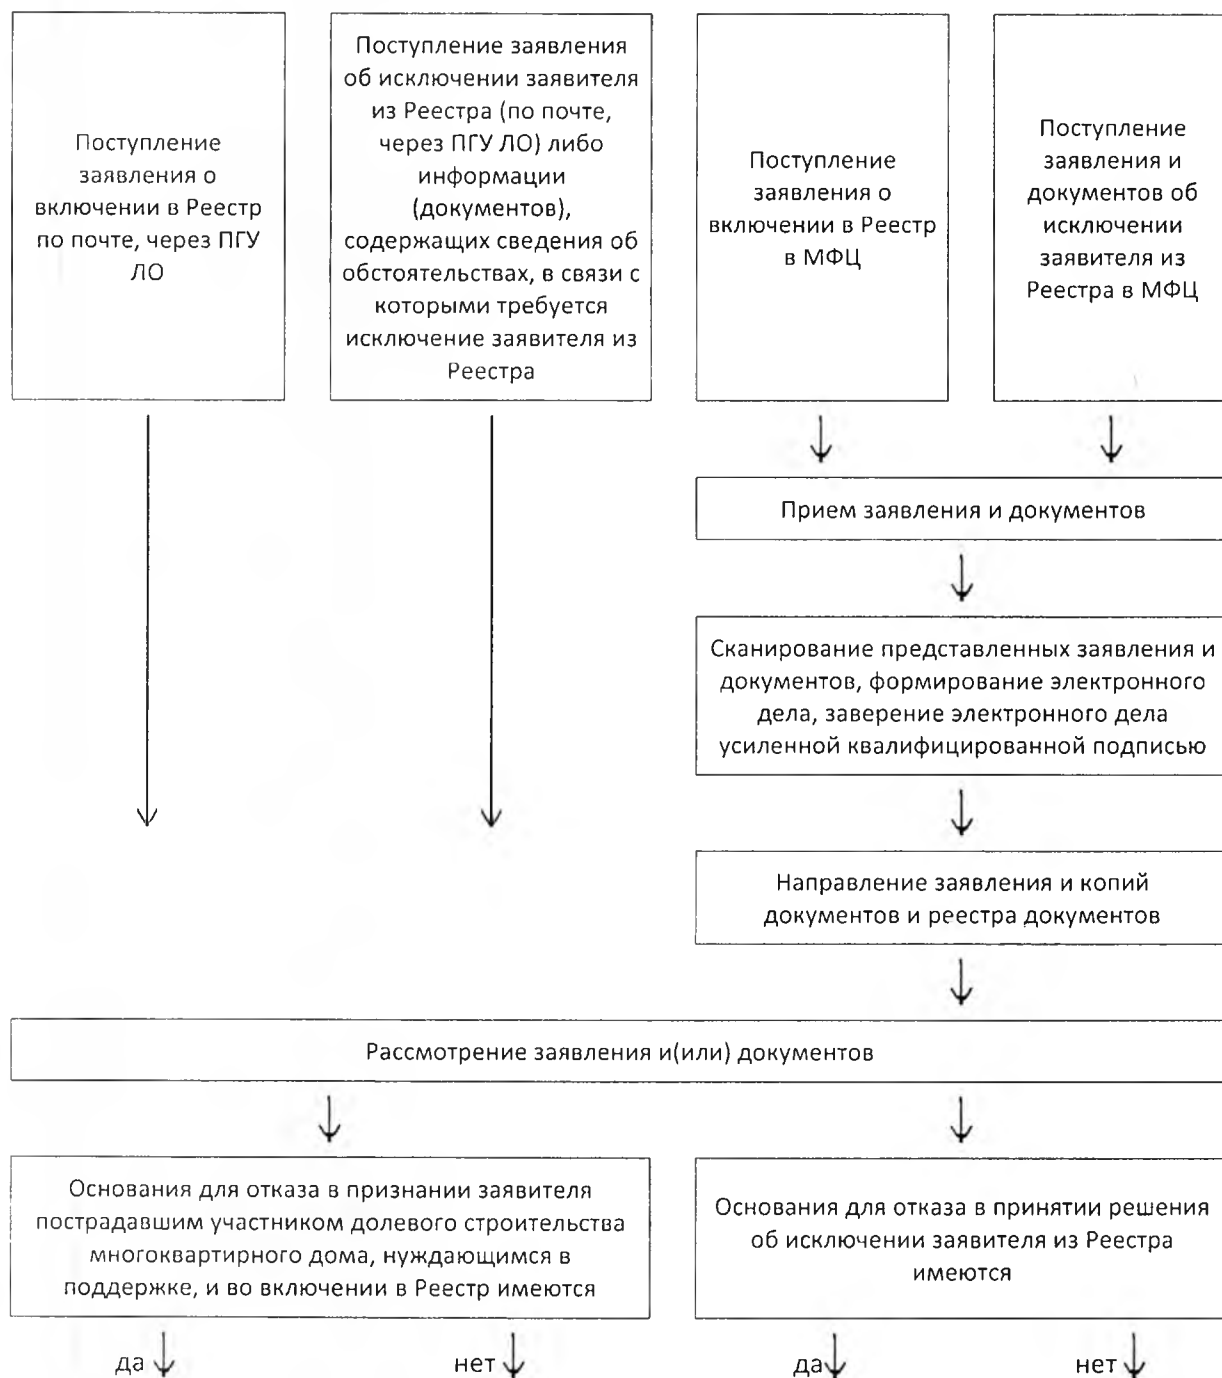 Поступление
заявления о
включении в Реестр
по почте, через ПГУ
ЛО
Поступление заявления
об исключении заявителя
из Реестра (по почте,
через ПГУ ЛО) либо
информации
(документов),
содержащих сведения об
обстоятельствах, в связи с
которыми требуется
исключение заявителя из
Реестра
Поступление
заявления о
включении в Реестр
в МФЦ
Поступление
заявления и
документов об
исключении
заявителя из
Реестра в МФЦ
Прием заявления и документов
Сканирование представленных заявления и
документов, формирование электронного
дела, заверение электронного дела
усиленной квалифицированной подписью
Направление заявления и копий
документов и реестра документов
Рассмотрение заявления и(или) документов
Основания для отказа в признании заявителя
пострадавшим участником долевого строительства
многоквартирного дома, нуждающимся в
поддержке, и во включении в Реестр имеются
Основания для отказа в принятии решения
об исключении заявителя из Реестра
имеются
да
нет
да
нет